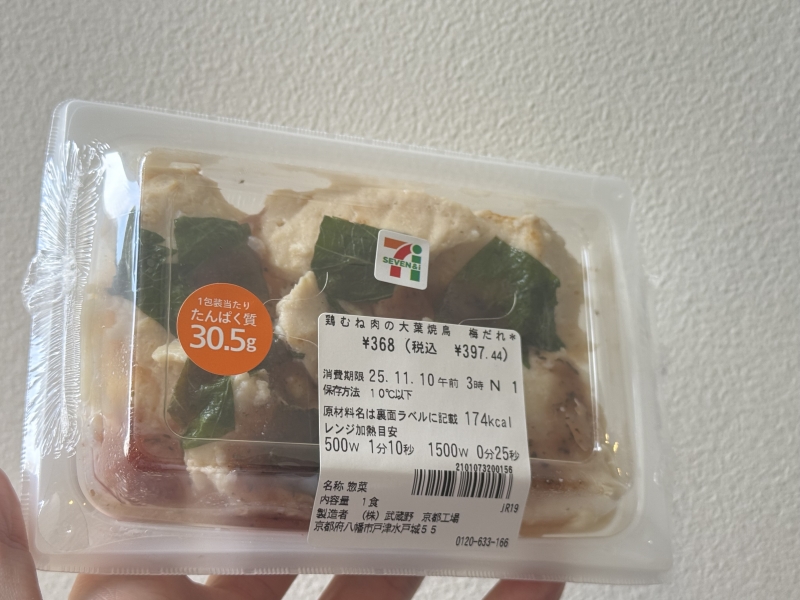 7i
SEVEN & i
1包装当たり
たんぱく質
30.5g
鶏むね肉の大葉焼鳥 梅だれ*
¥368 (税込 ¥397.44)
消費期限 25.11.10 午前 3時 N 1
保存方法 10℃以下
原材料名は裏面ラベルに記載 174kcal
レンジ加熱目安
500W 1分10秒 1500W 0分25秒
2101073200156
名称 惣菜
内容量 1食
JR19
製造者 (株) 武蔵野 京都工場
京都府八幡市戸津水戸城55
0120-633-166